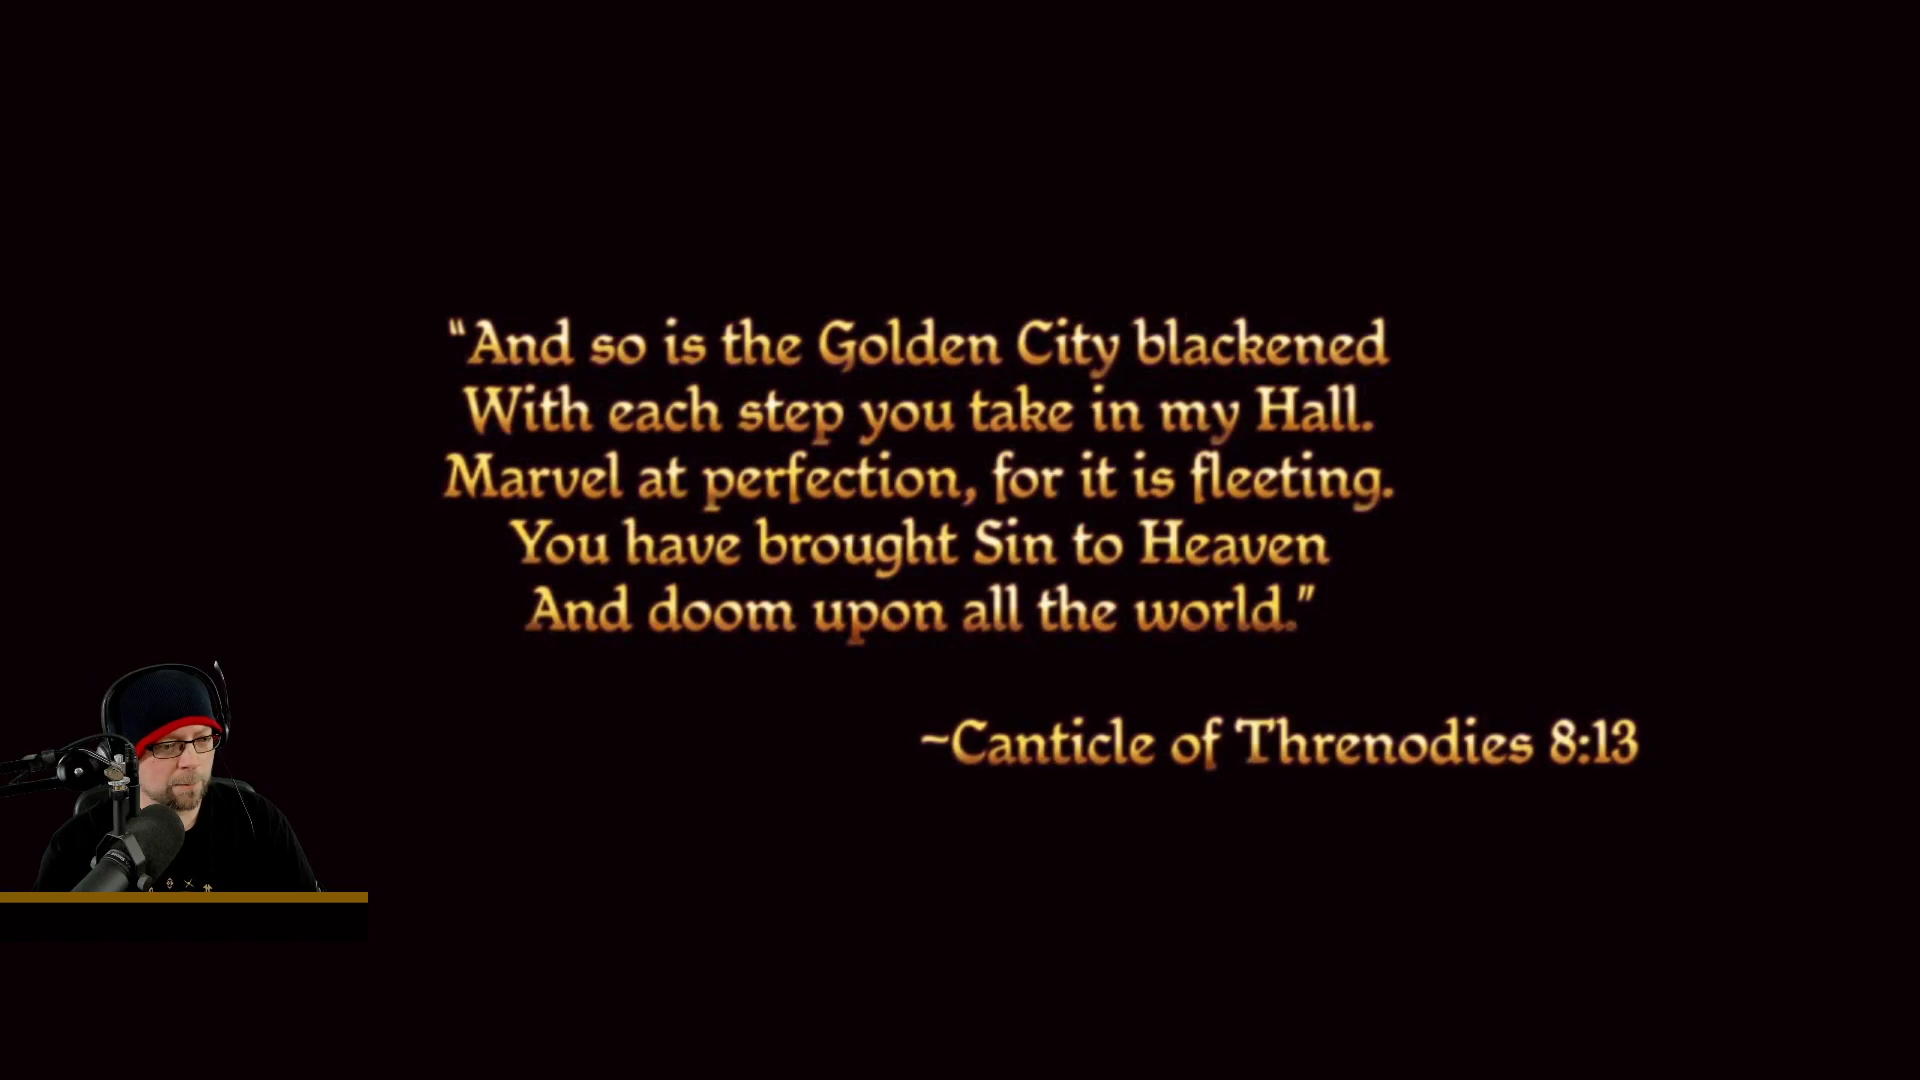 “And so is the Golden City blackened
With each step you take in my Hall.
Marvel at perfection, for it is fleeting.
You have brought Sin to Heaven
And doom upon all the world.”
~Canticle of Threnodies 8:13